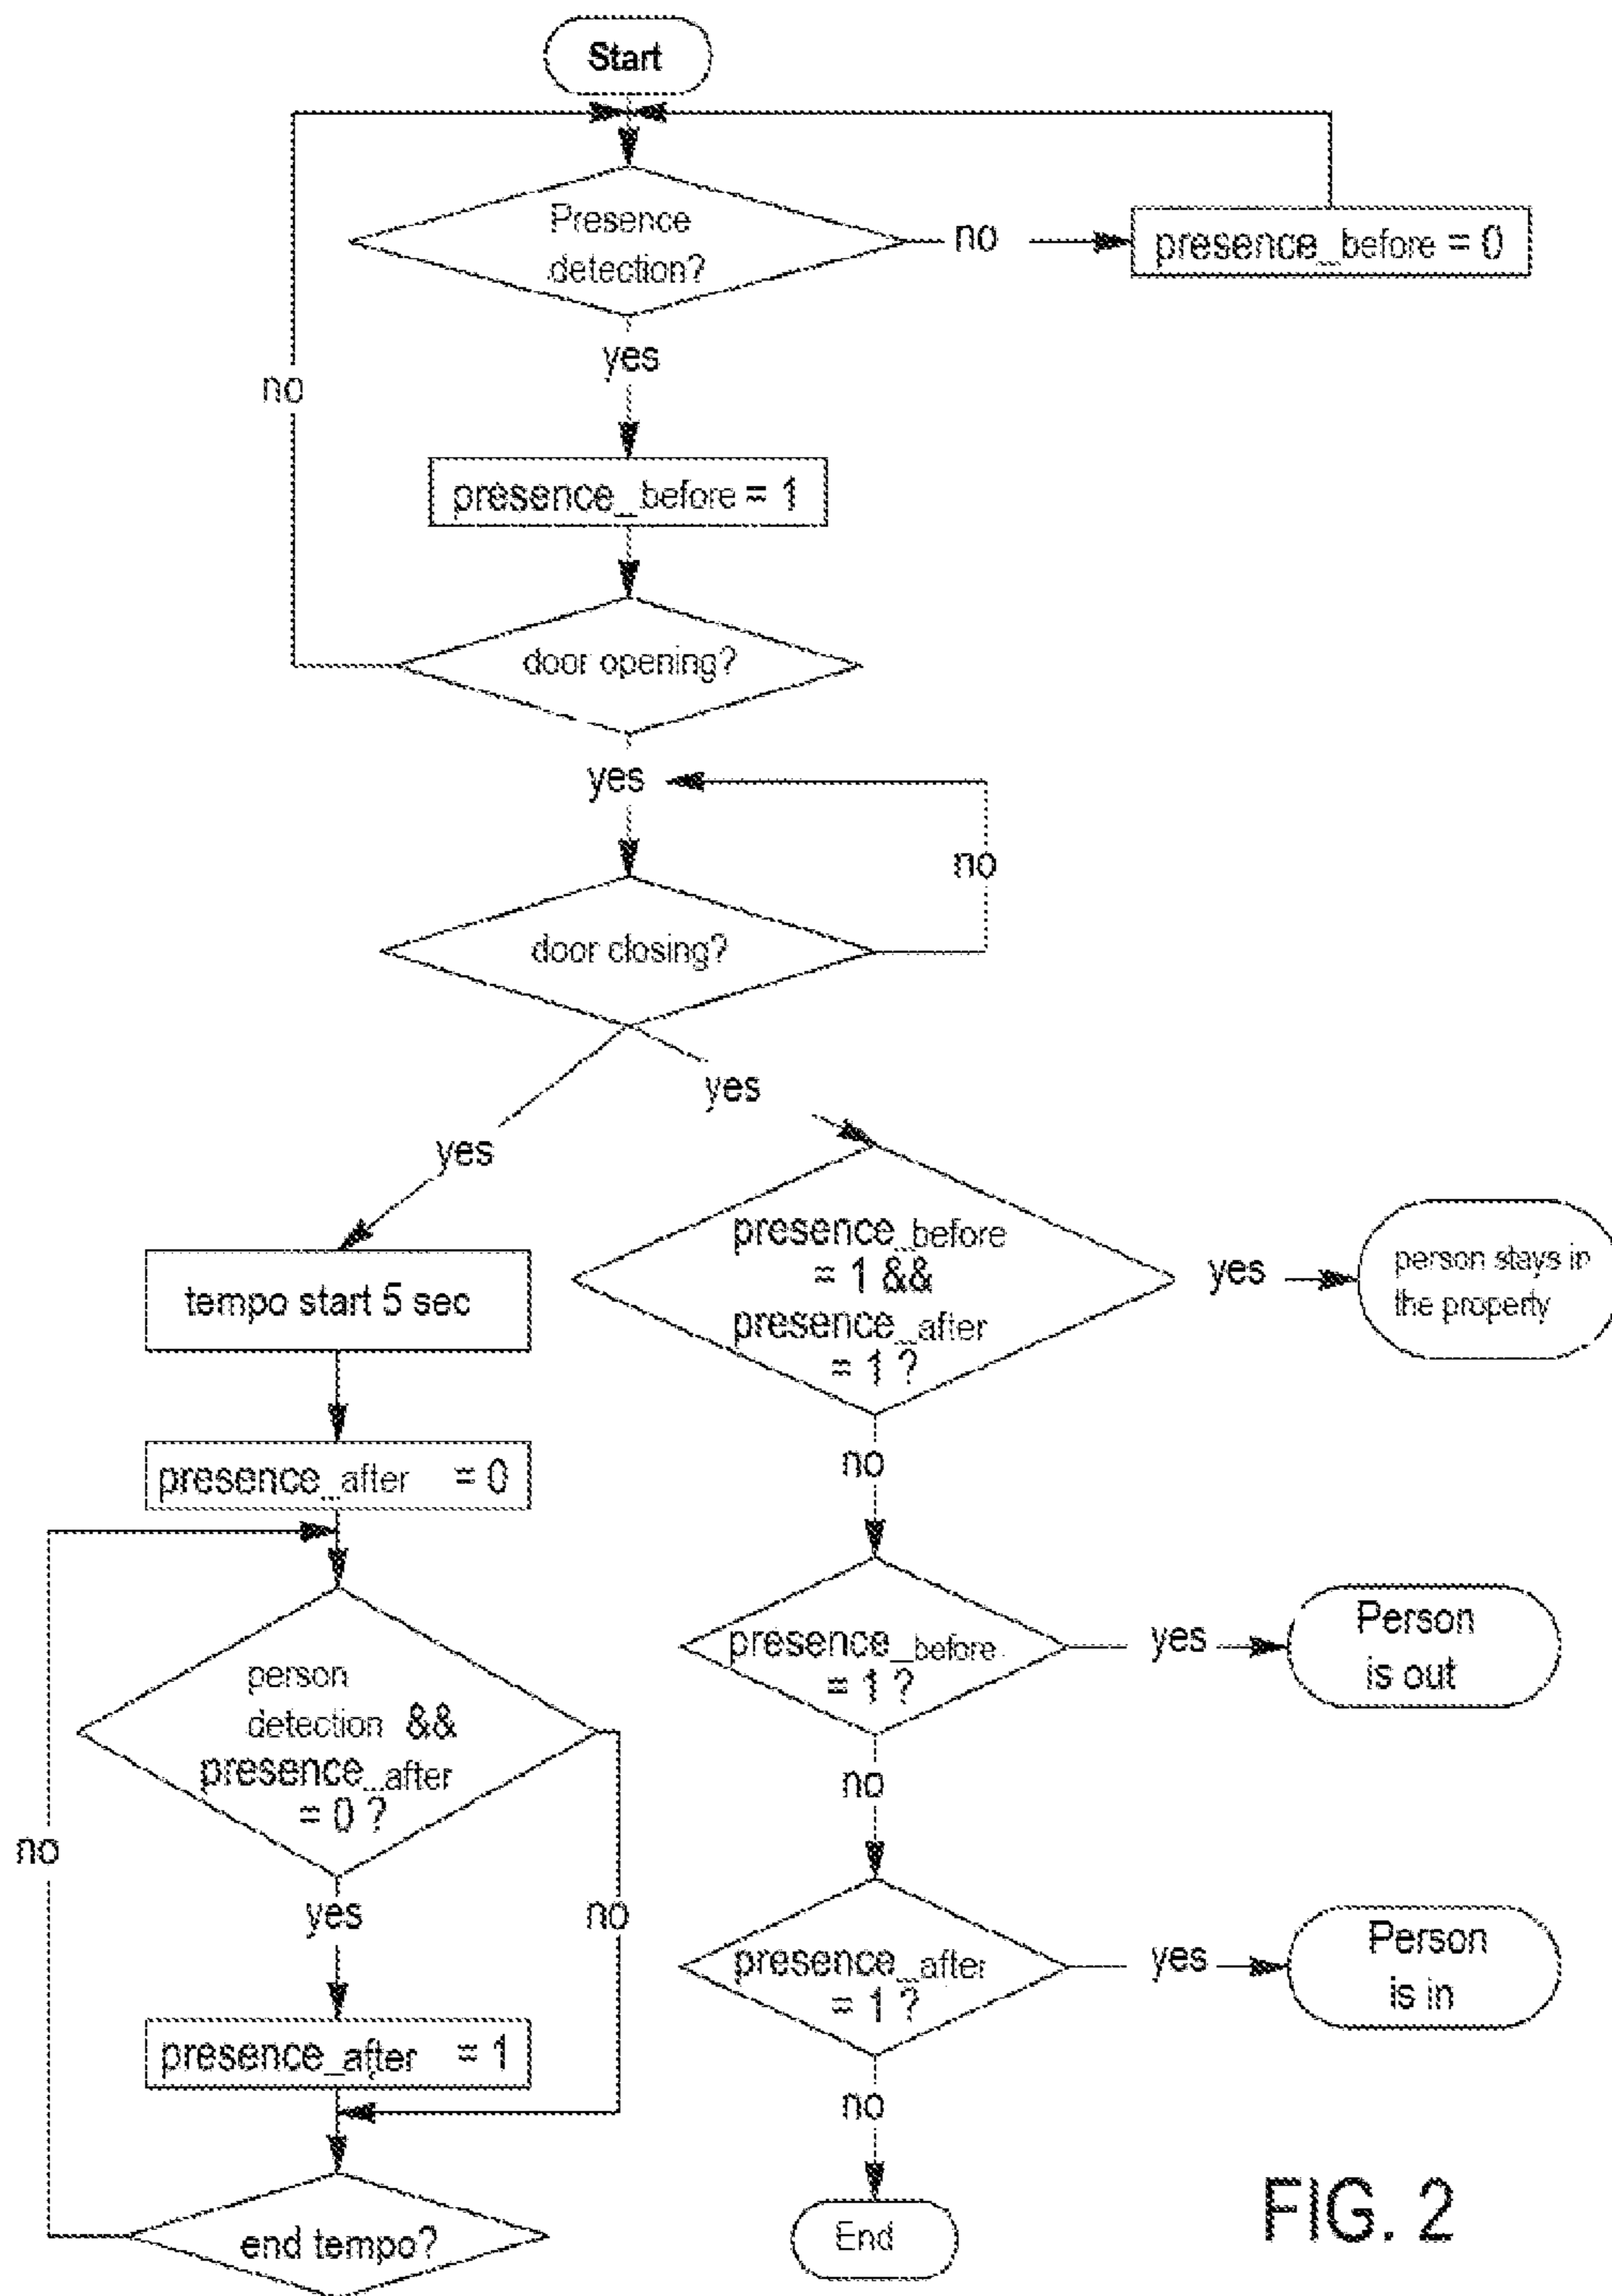 Start
Presence
detection?
no
presence_before = 0
yes
no
presence_before = 1
door opening?
yes
no
door closing?
yes
yes
tempo start 5 sec
presence_before
= 1 &&
presence_after
= 1 ?
yes
person stays in
the property
presence_after = 0
no
person
detection &&
presence_after
= 0 ?
presence_before
= 1 ?
yes
Person
is out
no
no
yes
no
presence_after
= 1 ?
yes
Person
is in
presence_after = 1
no
end tempo?
End
FIG. 2